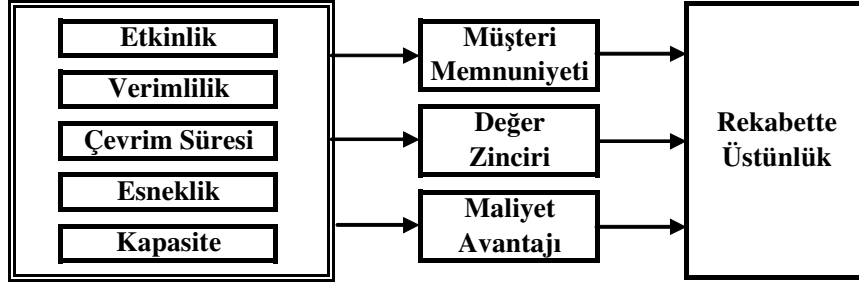 Etkinlik
Verimlilik
Çevrim Süresi
Esneklik
Kapasite
Müşteri
Memnuniyeti
Değer
Zinciri
Maliyet
Avantajı
Rekabette
Üstünlük